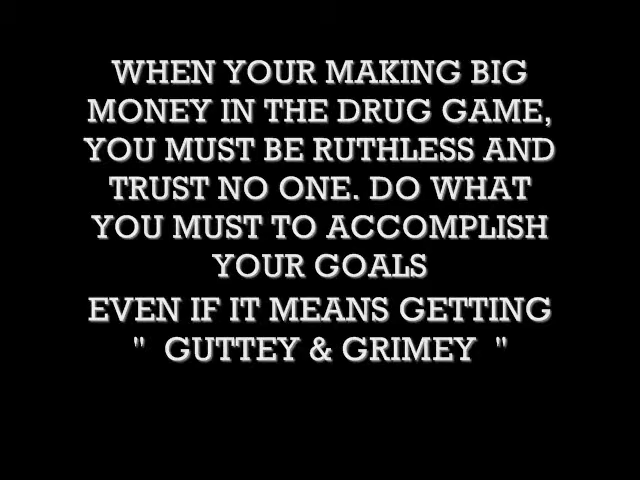 WHEN YOUR MAKING BIG
MONEY IN THE DRUG GAME,
YOU MUST BE RUTHLESS AND
TRUST NO ONE. DO WHAT
YOU MUST TO ACCOMPLISH
YOUR GOALS
EVEN IF IT MEANS GETTING
" GUTTEY & GRIMEY "